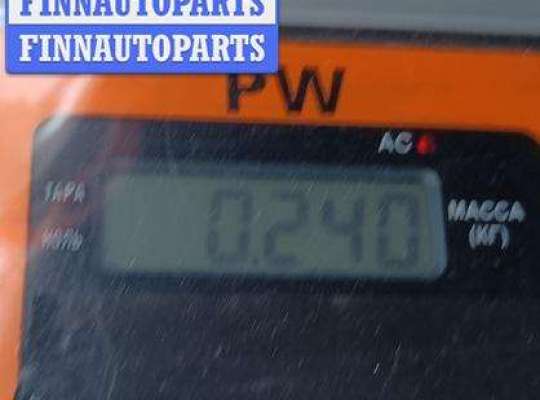 FINNAUTOPARTS
FINNAUTOPARTS
PW
AC
ТАРА
0.240
МАССА
(КГ)
НОЛЬ